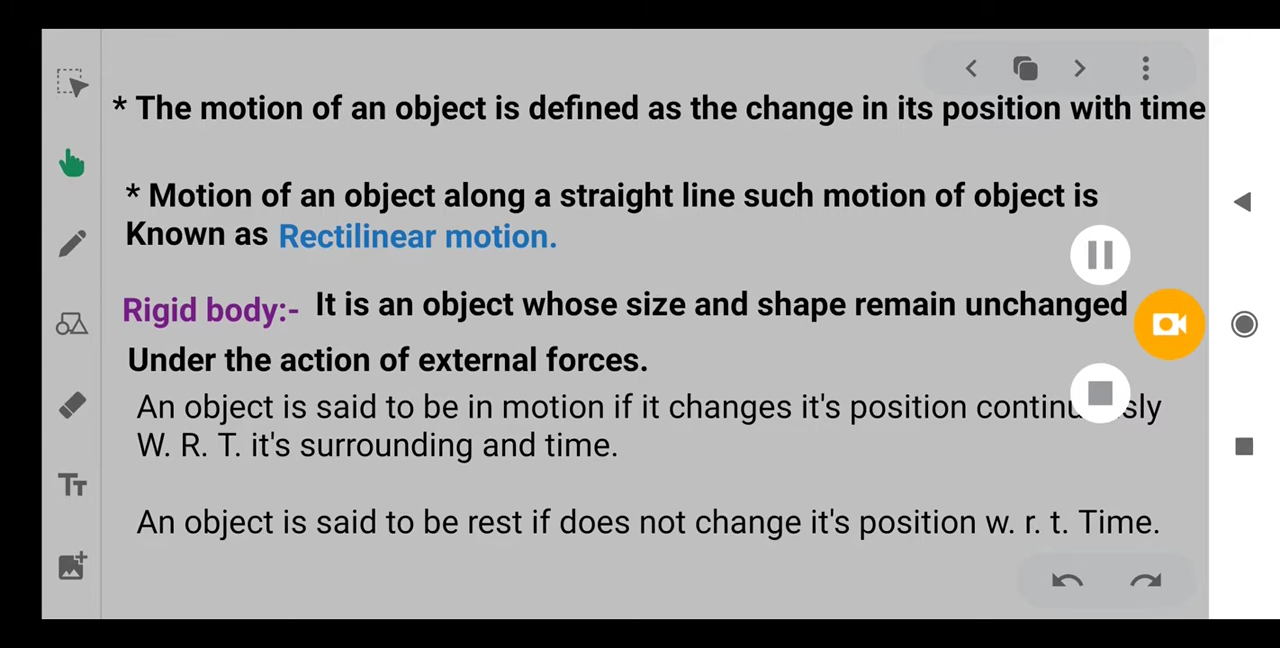 * The motion of an object is defined as the change in its position with time
* Motion of an object along a straight line such motion of object is
Known as Rectilinear motion.
Rigid body:- It is an object whose size and shape remain unchanged
Under the action of external forces.
An object is said to be in motion if it changes it's position sly
W. R. T. it's surrounding and time.
An object is said to be rest if does not change it's position w. r. t. Time.
Tт